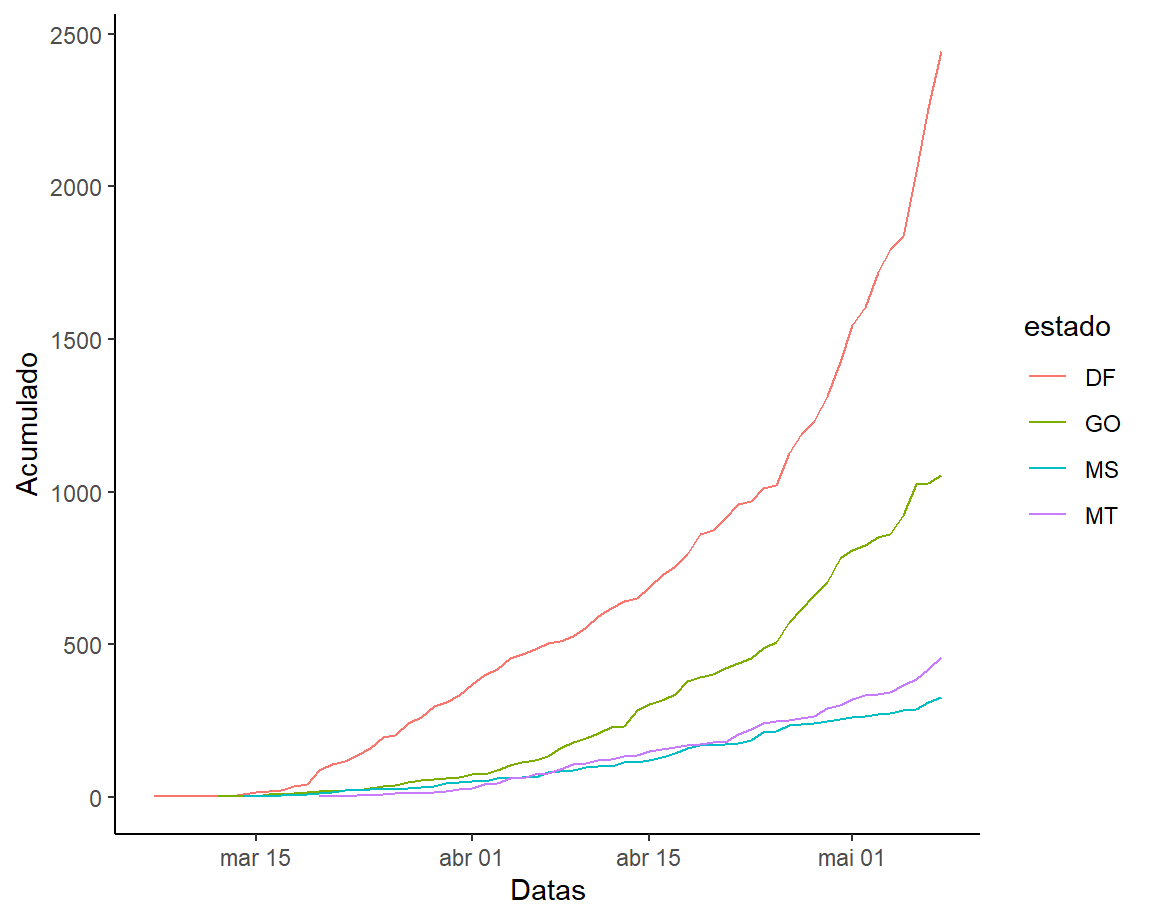 2500
2000
1500
1000
500
0
Acumulado
mar 15
abr 01
abr 15
mai 01
Datas
estado
DF
GO
MS
MT